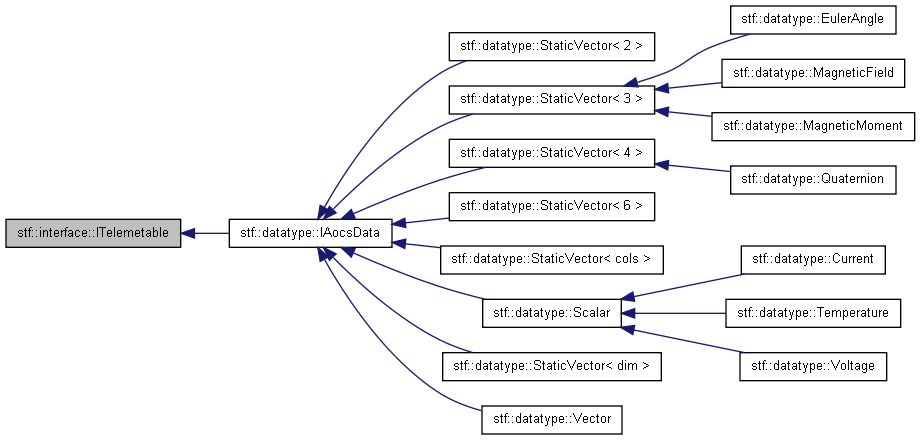 stf::interface::ITelemetable
stf::datatype::IAocsData
stf::datatype::StaticVector< 2 >
stf::datatype::StaticVector< 3 >
stf::datatype::StaticVector< 4 >
stf::datatype::StaticVector< 6 >
stf::datatype::StaticVector< cols >
stf::datatype::Scalar
stf::datatype::StaticVector< dim >
stf::datatype::Vector
stf::datatype::EulerAngle
stf::datatype::MagneticField
stf::datatype::MagneticMoment
stf::datatype::Quaternion
stf::datatype::Current
stf::datatype::Temperature
stf::datatype::Voltage